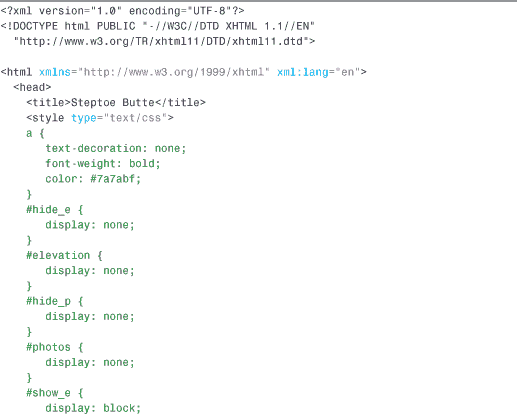 <?xml version="1.0" encoding="UTF-8"?>
<!DOCTYPE html PUBLIC "-//W3C//DTD XHTML 1.1//EN"
  "http://www.w3.org/TR/xhtml11/DTD/xhtml11.dtd">

<html xmlns="http://www.w3.org/1999/xhtml" xml:lang="en">
  <head>
    <title>Steptoe Butte</title>
    <style type="text/css">
    a {
       text-decoration: none;
       font-weight: bold;
       color: #7a7abf;
    }
    #hide_e {
       display: none;
    }
    #elevation {
       display: none;
    }
    #hide_p {
       display: none;
    }
    #photos {
       display: none;
    }
    #show_e {
       display: block;